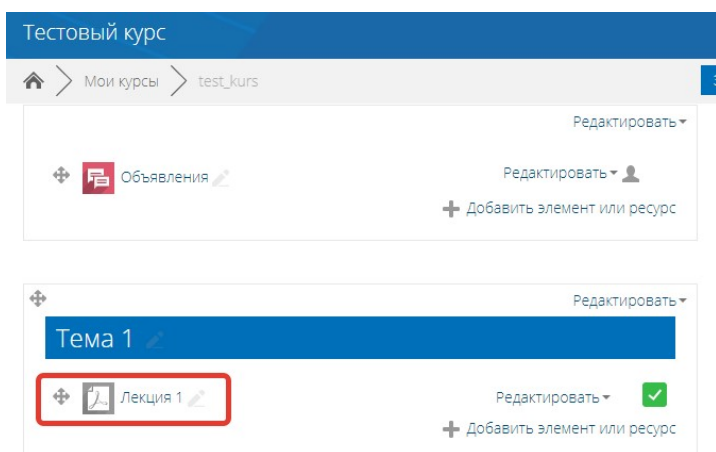 Тестовый курс
Мои курсы test_kurs
Редактировать
Объявления Редактировать
Добавить элемент или ресурс
Редактировать
Тема 1
Лекция 1 Редактировать
Добавить элемент или ресурс